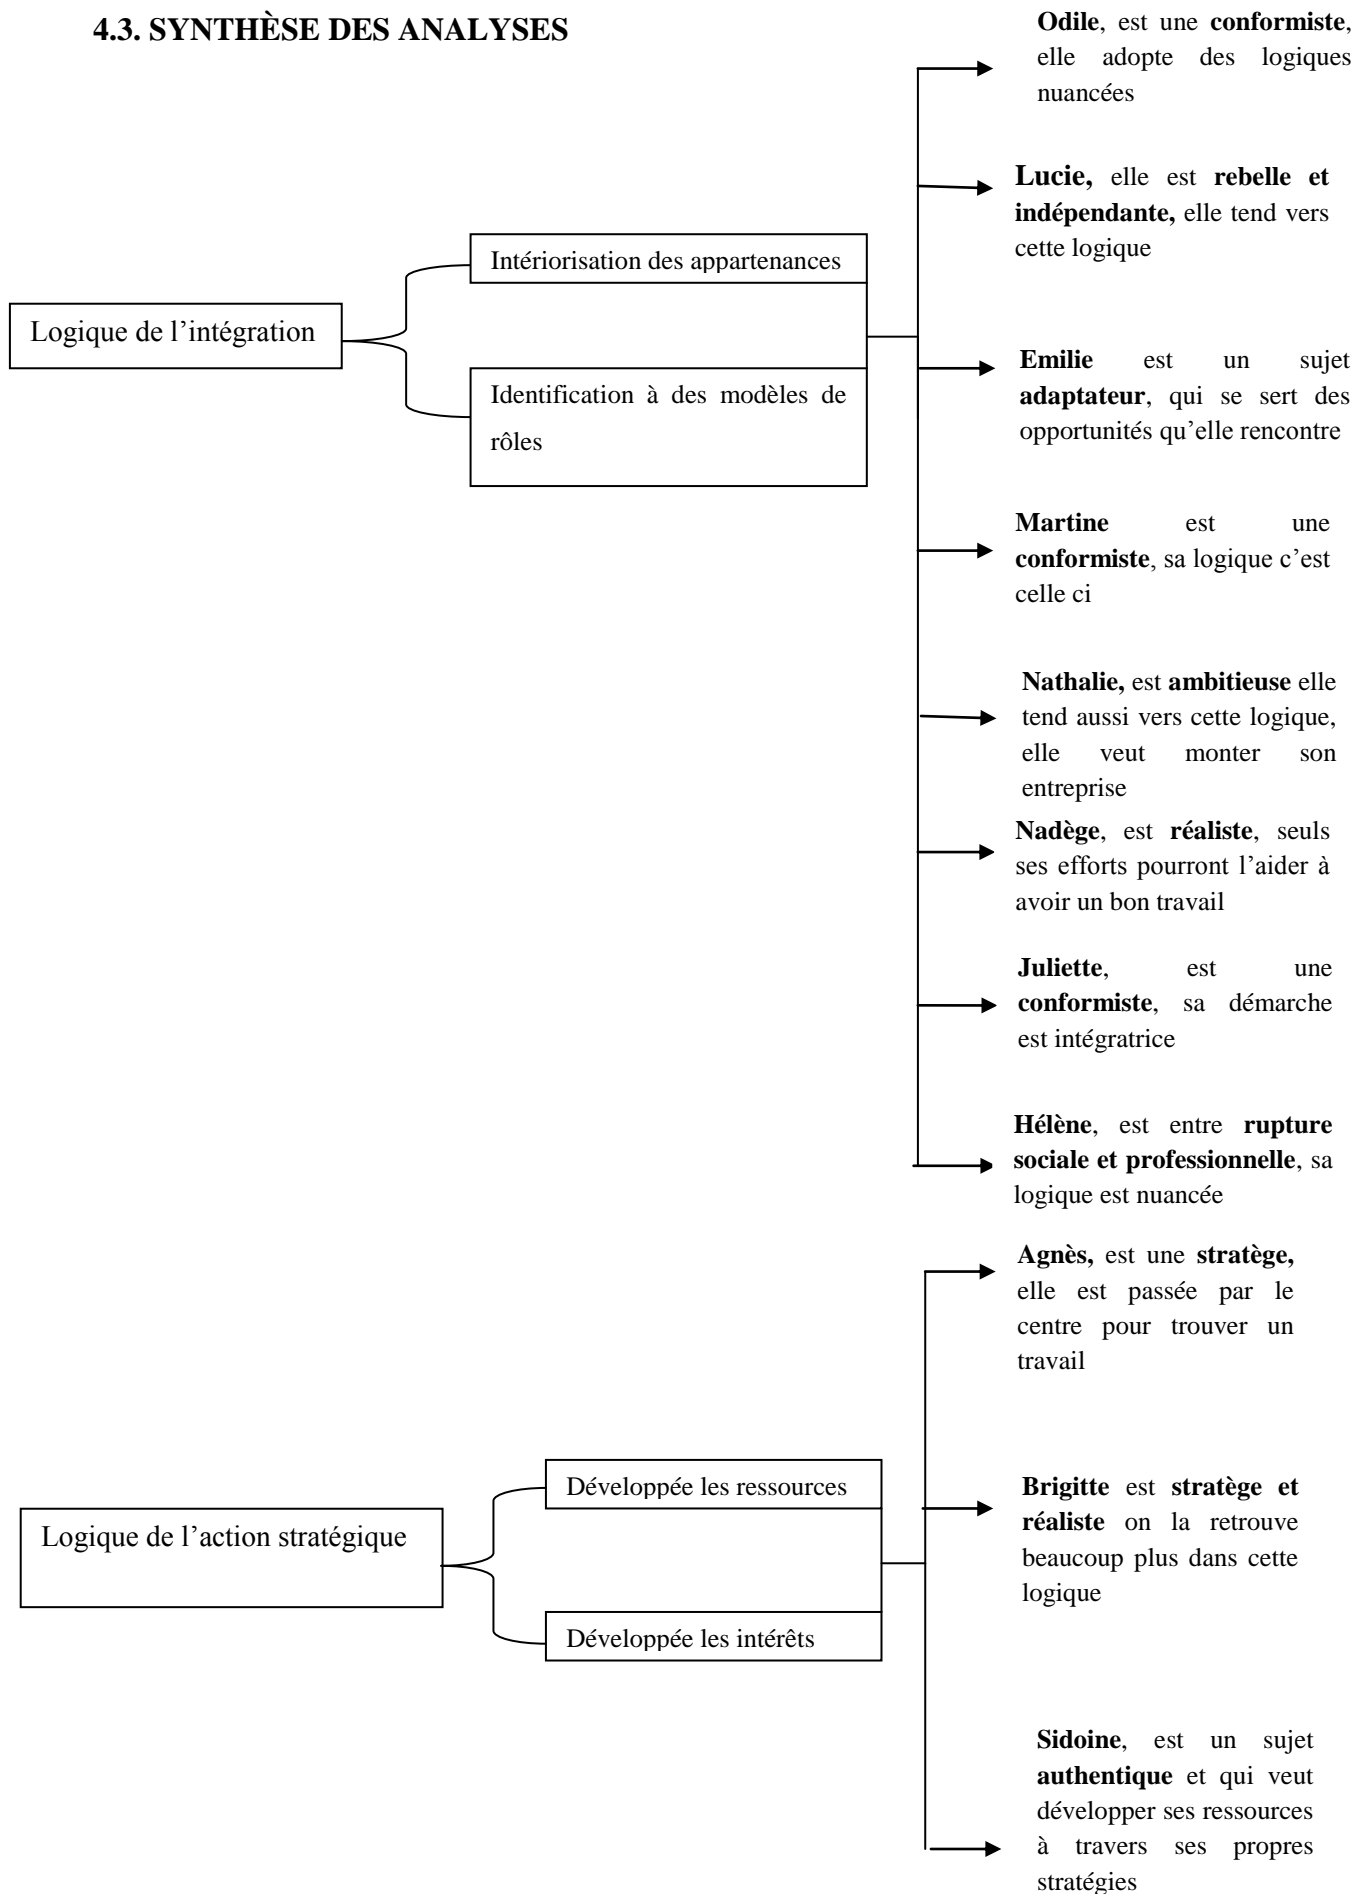 4.3. SYNTHÈSE DES ANALYSES
Logique de l’intégration
Intériorisation des appartenances
Identification à des modèles de
rôles
Odile, est une conformiste,
elle adopte des logiques
nuancées
Lucie, elle est rebelle et
indépendante, elle tend vers
cette logique
Emilie est un sujet
adaptateur, qui se sert des
opportunités qu’elle rencontre
Martine est une
conformiste, sa logique c’est
celle ci
Nathalie, est ambitieuse elle
tend aussi vers cette logique,
elle veut monter son
entreprise
Nadège, est réaliste, seuls
ses efforts pourront l’aider à
avoir un bon travail
Juliette, est une
conformiste, sa démarche
est intégratrice
Hélène, est entre rupture
sociale et professionnelle, sa
logique est nuancée
Logique de l’action stratégique
Développée les ressources
Développée les intérêts
Agnès, est une stratège,
elle est passée par le
centre pour trouver un
travail
Brigitte est stratège et
réaliste on la retrouve
beaucoup plus dans cette
logique
Sidoine, est un sujet
authentique et qui veut
développer ses ressources
à travers ses propres
stratégies